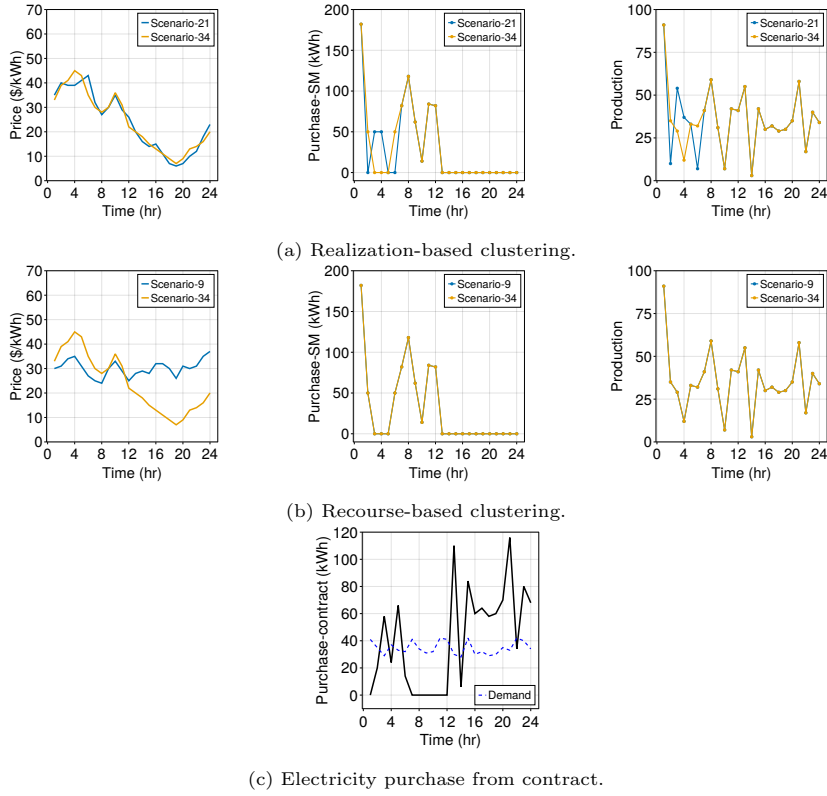 70
60
50
40
30
20
10
0
Price ($/kWh)
Scenario-21
Scenario-34
0 4 8 12 16 20 24
Time (hr)
200
150
100
50
0
Purchase-SM (kWh)
Scenario-21
Scenario-34
0 4 8 12 16 20 24
Time (hr)
100
75
50
25
0
Production
Scenario-21
Scenario-34
0 4 8 12 16 20 24
Time (hr)
(a) Realization-based clustering.
70
60
50
40
30
20
10
0
Price ($/kWh)
Scenario-9
Scenario-34
0 4 8 12 16 20 24
Time (hr)
200
150
100
50
0
Purchase-SM (kWh)
Scenario-9
Scenario-34
0 4 8 12 16 20 24
Time (hr)
100
75
50
25
0
Production
Scenario-9
Scenario-34
0 4 8 12 16 20 24
Time (hr)
(b) Recourse-based clustering.
120
100
80
60
40
20
0
Purchase-contract (kWh)
Demand
0 4 8 12 16 20 24
Time (hr)
(c) Electricity purchase from contract.